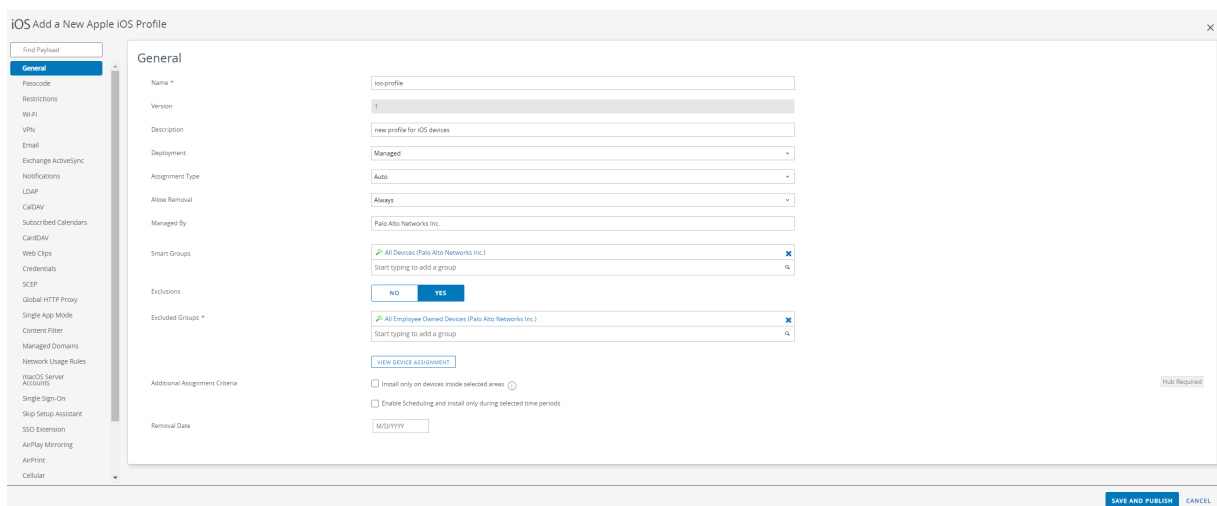 iOS Add a New Apple iOS Profile
Find Payload
General
Passcode
Restrictions
Wi-Fi
VPN
Email
Exchange ActiveSync
Notifications
LDAP
CalDAV
Subscribed Calendars
CardDAV
Web Clips
Credentials
SCEP
Global HTTP Proxy
Single App Mode
Content Filter
Managed Domains
Network Usage Rules
macOS Server
Accounts
Single Sign-On
Skip Setup Assistant
SSO Extension
AirPlay Mirroring
AirPrint
Cellular
General
Name *
ios-profile
Version
1
Description
new profile for iOS devices
Deployment
Managed
Assignment Type
Auto
Allow Removal
Always
Managed By
Palo Alto Networks Inc.
Smart Groups
All Devices (Palo Alto Networks Inc.)
Start typing to add a group
Exclusions
NO YES
Excluded Groups *
All Employee Owned Devices (Palo Alto Networks Inc.)
Start typing to add a group
VIEW DEVICE ASSIGNMENT
Additional Assignment Criteria
Install only on devices inside selected areas
Hub Required
Enable Scheduling and install only during selected time periods
Removal Date
M/D/YYYY
SAVE AND PUBLISH CANCEL